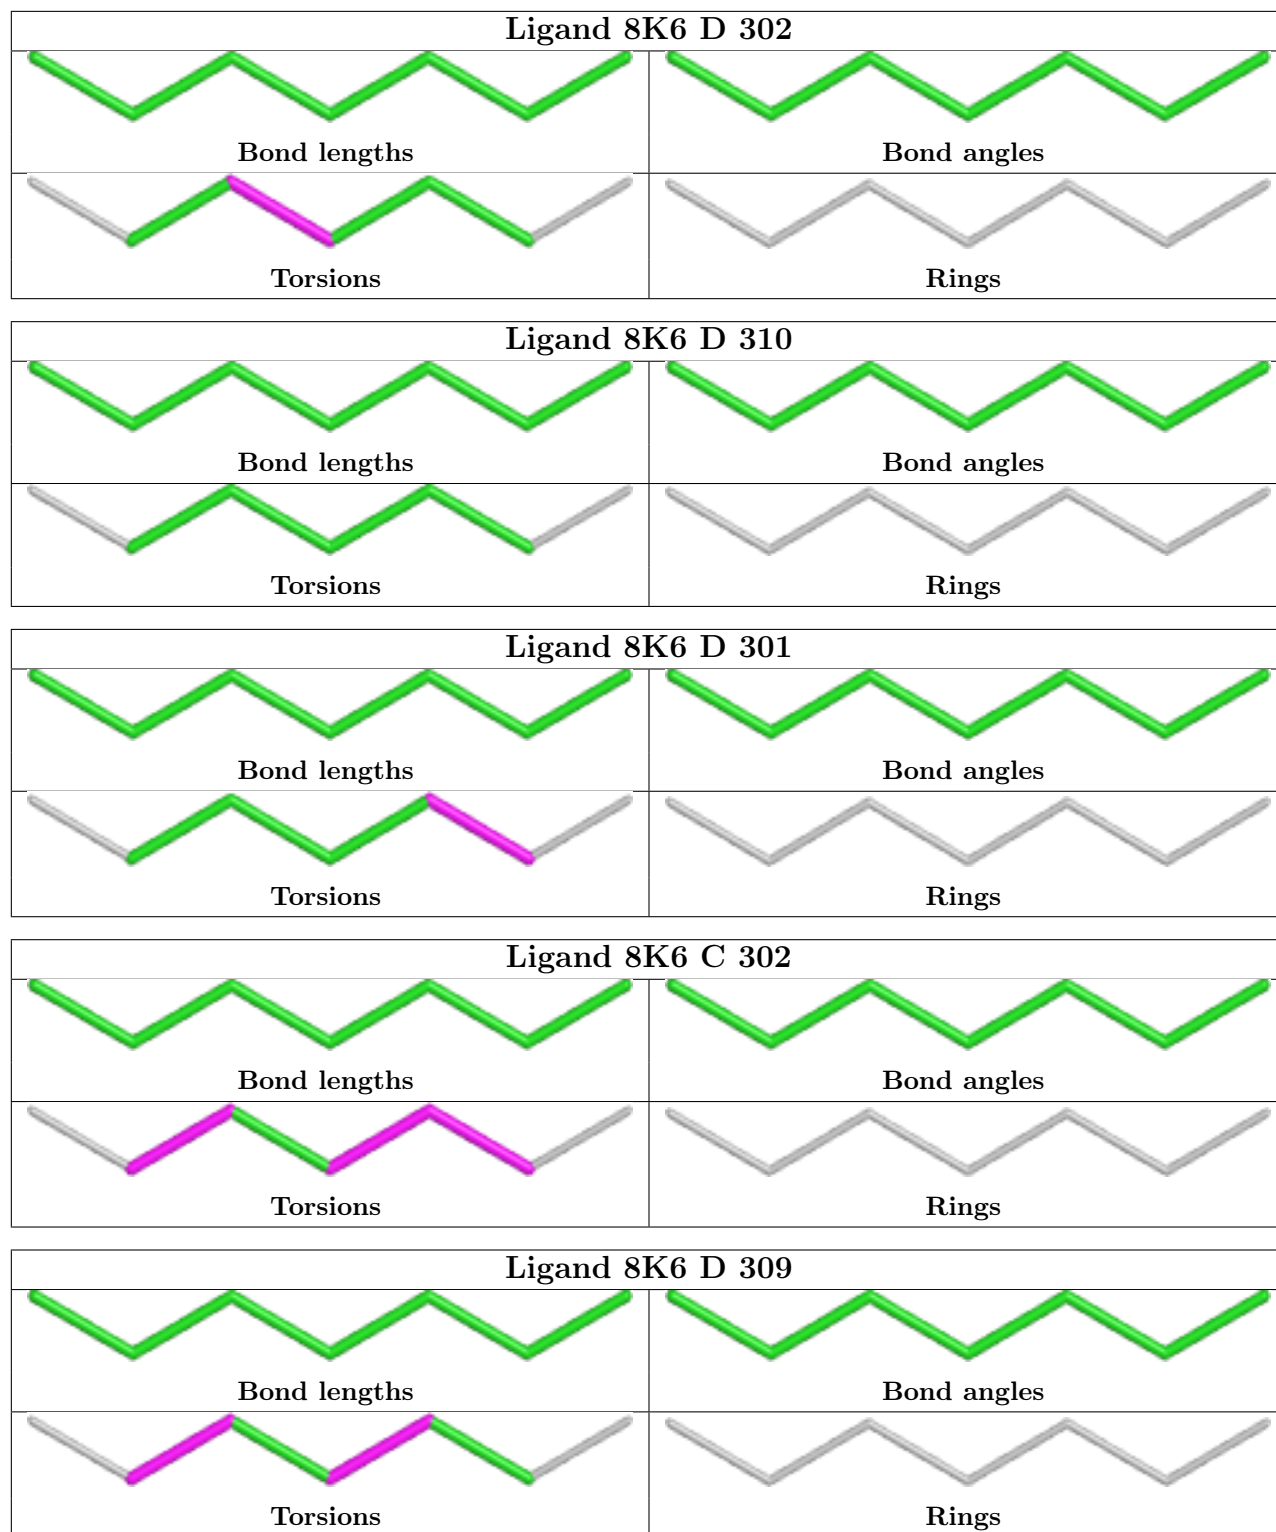 Ligand 8K6 D 302
Bond lengths Bond angles
Torsions Rings
Ligand 8K6 D 310
Bond lengths Bond angles
Torsions Rings
Ligand 8K6 D 301
Bond lengths Bond angles
Torsions Rings
Ligand 8K6 C 302
Bond lengths Bond angles
Torsions Rings
Ligand 8K6 D 309
Bond lengths Bond angles
Torsions Rings